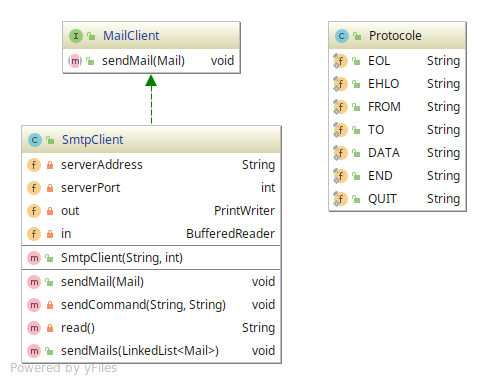 I MailClient
m sendMail(Mail) void
C Protocole
f EOL String
f EHLO String
f FROM String
f TO String
f DATA String
f END String
f QUIT String
C SmtpClient
f serverAddress String
f serverPort int
f out PrintWriter
f in BufferedReader
m SmtpClient(String, int)
m sendMail(Mail) void
m sendCommand(String, String) void
m read() String
m sendMails(LinkedList<Mail>) void
Powered by yFiles